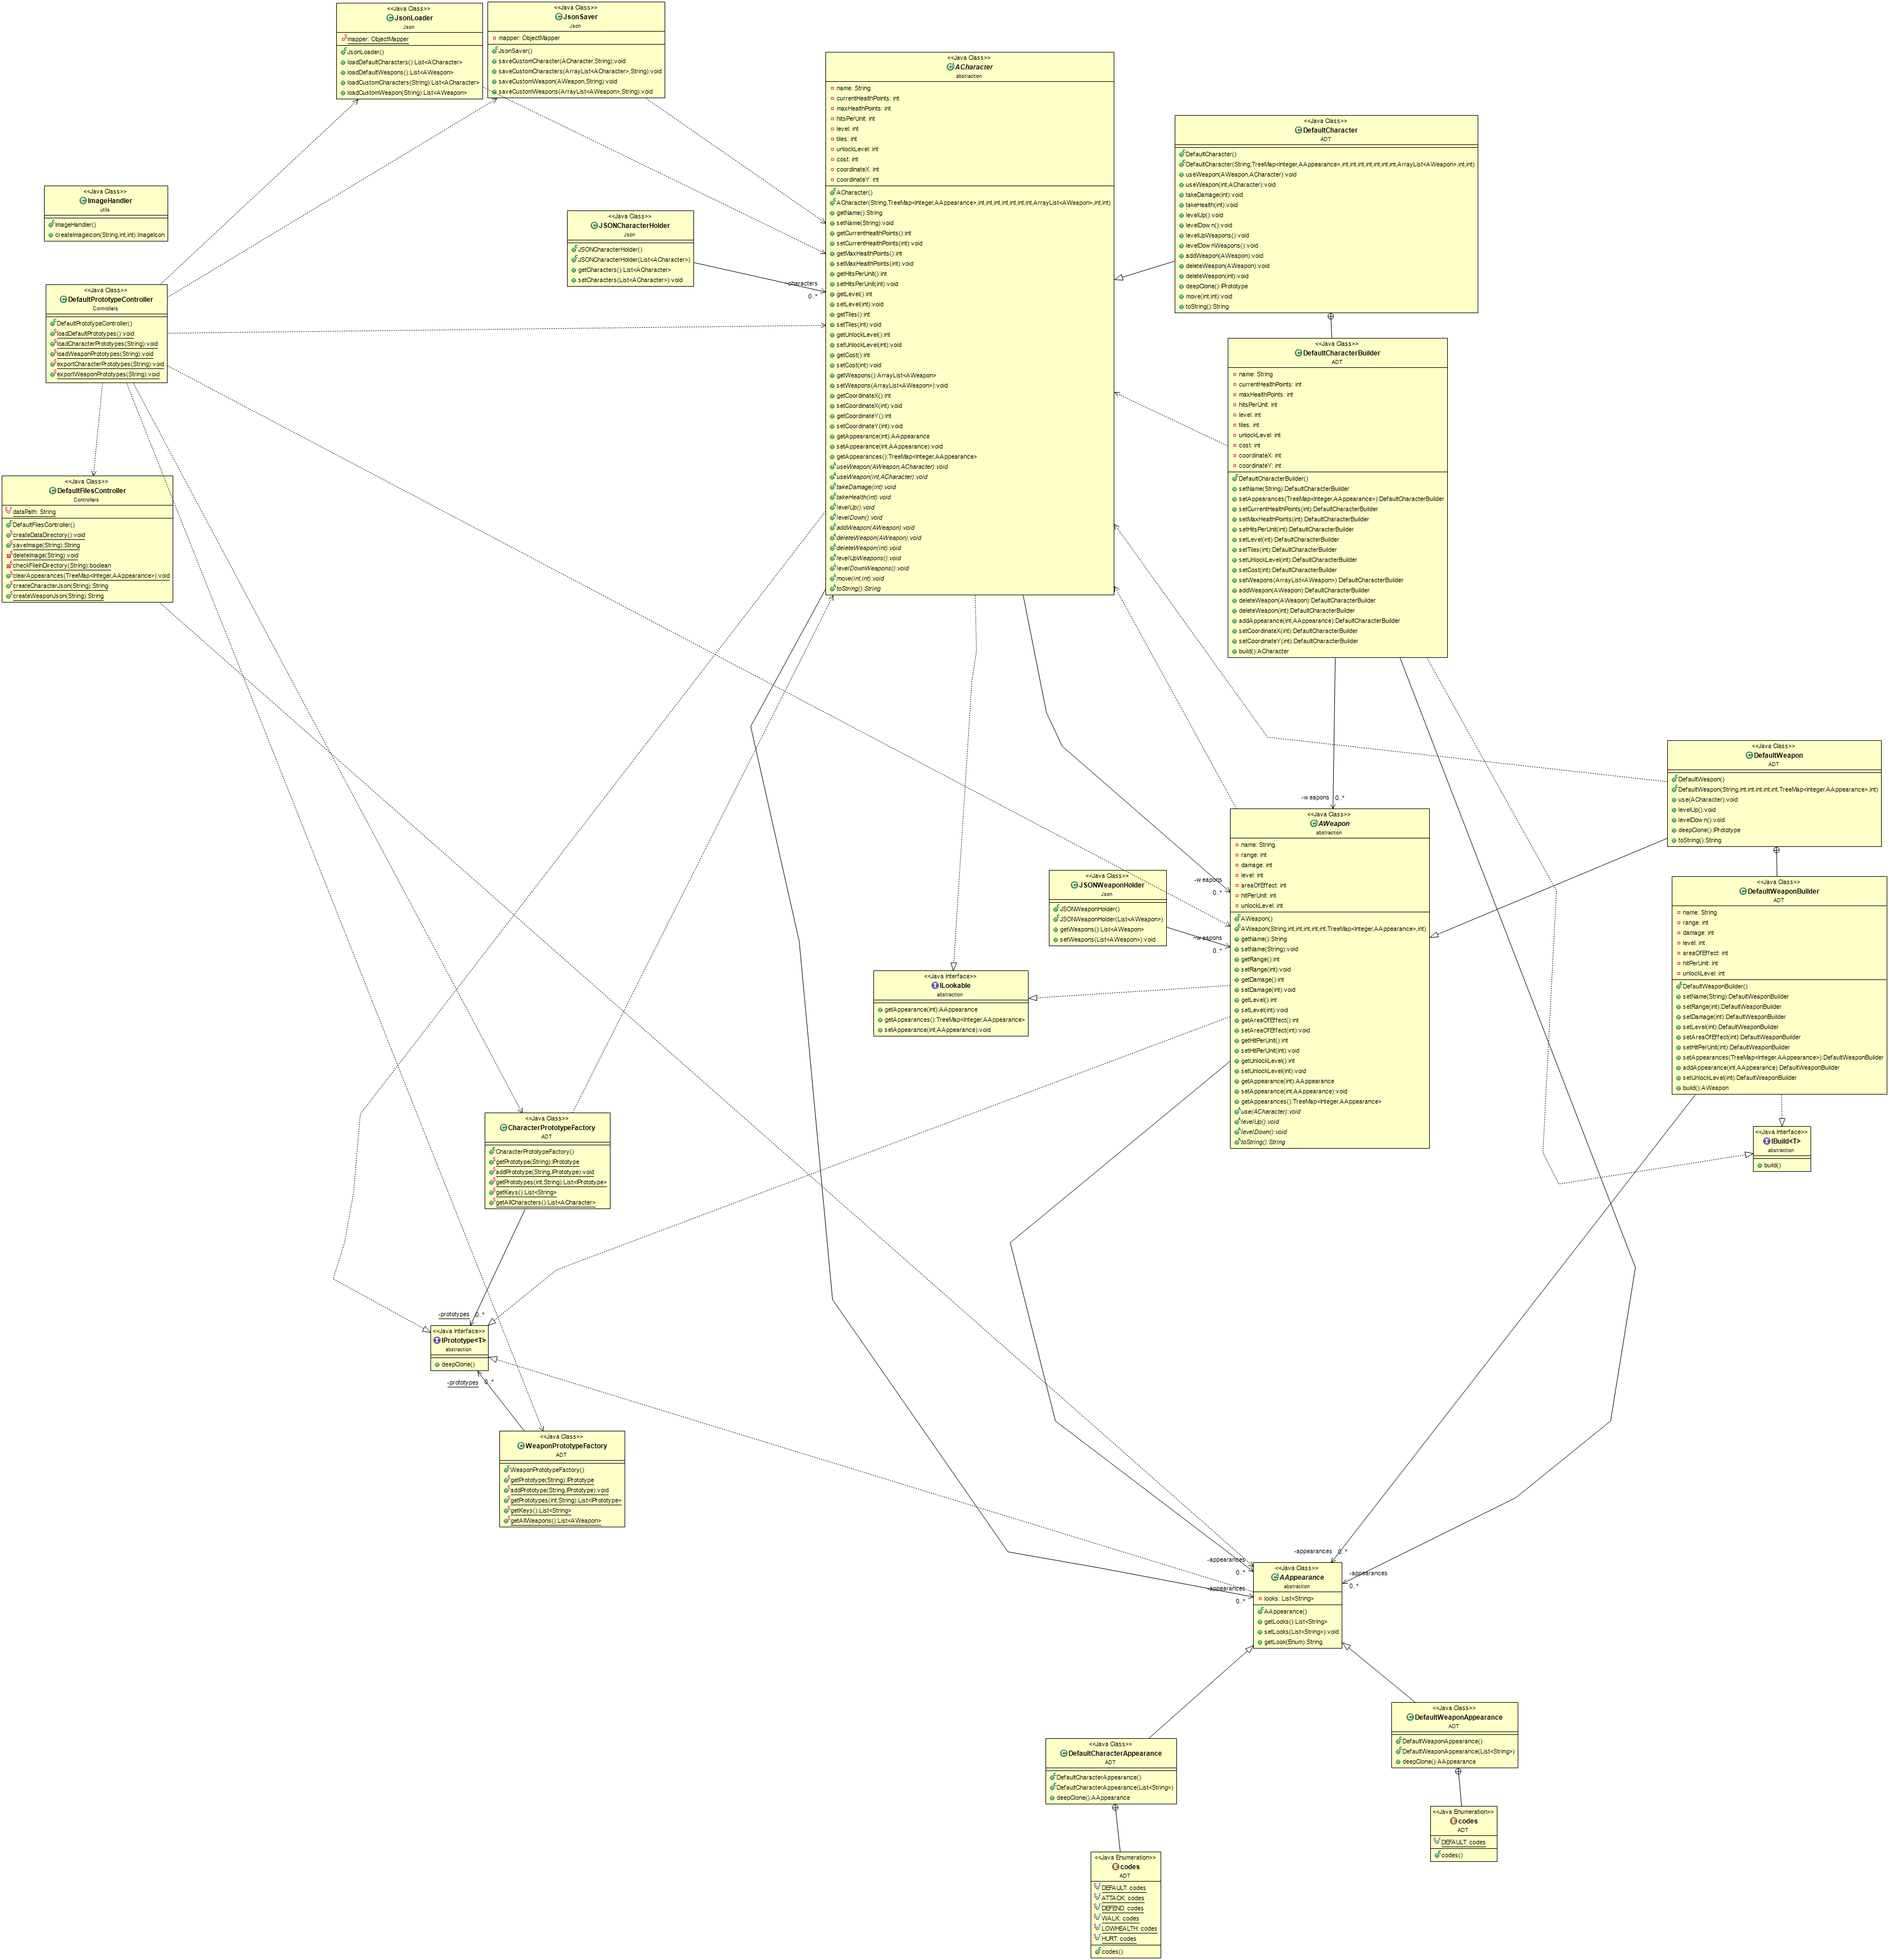 <<Java Class>>
JsonLoader
Json
mapper: ObjectMapper
JsonLoader()
loadDefaultCharacters():List<ACharacter>
loadDefaultWeapons():List<AWeapon>
loadCustomCharacters(String):List<ACharacter>
loadCustomWeapon(String):List<AWeapon>
<<Java Class>>
JsonSaver
Json
mapper: ObjectMapper
JsonSaver()
saveCustomCharacter(ACharacter,String):void
saveCustomCharacters(ArrayList<ACharacter>,String):void
saveCustomWeapon(AWeapon,String):void
saveCustomWeapons(ArrayList<AWeapon>,String):void
<<Java Class>>
ACharacter
abstraction
name: String
currentHealthPoints: int
maxHealthPoints: int
hitsPerUnit: int
level: int
tiles: int
unlockLevel: int
cost: int
coordinateX: int
coordinateY: int
ACharacter()
ACharacter(String,TreeMap<Integer,AAppearance>,int,int,int,int,int,int,int,ArrayList<AWeapon>,int,int)
getName():String
setName(String):void
getCurrentHealthPoints():int
setCurrentHealthPoints(int):void
getMaxHealthPoints():int
setMaxHealthPoints(int):void
getHitsPerUnit():int
setHitsPerUnit(int):void
getLevel():int
setLevel(int):void
getTiles():int
setTiles(int):void
getUnlockLevel():int
setUnlockLevel(int):void
getCost():int
setCost(int):void
getWeapons():ArrayList<AWeapon>
setWeapons(ArrayList<AWeapon>):void
getCoordinateX():int
setCoordinateX(int):void
getCoordinateY():int
setCoordinateY(int):void
getAppearance(int):AAppearance
setAppearance(int,AAppearance):void
getAppearances():TreeMap<Integer,AAppearance>
useWeapon(AWeapon,ACharacter):void
useWeapon(int,ACharacter):void
takeDamage(int):void
takeHealth(int):void
levelUp():void
levelDown():void
addWeapon(AWeapon):void
deleteWeapon(AWeapon):void
deleteWeapon(int):void
levelUpWeapons():void
levelDownWeapons():void
move(int,int):void
toString():String
<<Java Class>>
DefaultCharacter
ADT
DefaultCharacter()
DefaultCharacter(String,TreeMap<Integer,AAppearance>,int,int,int,int,int,int,int,ArrayList<AWeapon>,int,int)
useWeapon(AWeapon,ACharacter):void
useWeapon(int,ACharacter):void
takeDamage(int):void
takeHealth(int):void
levelUp():void
levelDown():void
levelUpWeapons():void
levelDownWeapons():void
addWeapon(AWeapon):void
deleteWeapon(AWeapon):void
deleteWeapon(int):void
deepClone():IPrototype
move(int,int):void
toString():String
<<Java Class>>
ImageHandler
utils
ImageHandler()
createImageicon(String,int,int):ImageIcon
<<Java Class>>
JSONCharacterHolder
Json
JSONCharacterHolder()
JSONCharacterHolder(List<ACharacter>)
getCharacters():List<ACharacter>
setCharacters(List<ACharacter>):void
-characters
0..*
<<Java Class>>
DefaultPrototypeController
Controllers
DefaultPrototypeController()
loadDefaultPrototypes():void
loadCharacterPrototypes(String):void
loadWeaponPrototypes(String):void
exportCharacterPrototypes(String):void
exportWeaponPrototypes(String):void
<<Java Class>>
DefaultCharacterBuilder
ADT
name: String
currentHealthPoints: int
maxHealthPoints: int
hitsPerUnit: int
level: int
tiles: int
unlockLevel: int
cost: int
coordinateX: int
coordinateY: int
DefaultCharacterBuilder()
setName(String):DefaultCharacterBuilder
setAppearances(TreeMap<Integer,AAppearance>):DefaultCharacterBuilder
setCurrentHealthPoints(int):DefaultCharacterBuilder
setMaxHealthPoints(int):DefaultCharacterBuilder
setHitsPerUnit(int):DefaultCharacterBuilder
setLevel(int):DefaultCharacterBuilder
setTiles(int):DefaultCharacterBuilder
setUnlockLevel(int):DefaultCharacterBuilder
setCost(int):DefaultCharacterBuilder
setWeapons(ArrayList<AWeapon>):DefaultCharacterBuilder
addWeapon(AWeapon):DefaultCharacterBuilder
deleteWeapon(AWeapon):DefaultCharacterBuilder
deleteWeapon(int):DefaultCharacterBuilder
addAppearance(int,AAppearance):DefaultCharacterBuilder
setCoordinateX(int):DefaultCharacterBuilder
setCoordinateY(int):DefaultCharacterBuilder
build():ACharacter
<<Java Class>>
DefaultFilesController
Controllers
dataPath: String
DefaultFilesController()
createDataDirectory():void
saveImage(String):String
deleteImage(String):void
checkFileInDirectory(String):boolean
clearAppearances(TreeMap<Integer,AAppearance>):void
createCharacterJson(String):String
createWeaponJson(String):String
<<Java Class>>
DefaultWeapon
ADT
DefaultWeapon()
DefaultWeapon(String,int,int,int,int,int,TreeMap<Integer,AAppearance>,int)
use(ACharacter):void
levelUp():void
levelDown():void
deepClone():IPrototype
toString():String
-weapons 0..*
<<Java Class>>
AWeapon
abstraction
name: String
range: int
damage: int
level: int
areaOfEffect: int
hitPerUnit: int
unlockLevel: int
AWeapon()
AWeapon(String,int,int,int,int,int,TreeMap<Integer,AAppearance>,int)
getName():String
setName(String):void
getRange():int
setRange(int):void
getDamage():int
setDamage(int):void
getLevel():int
setLevel(int):void
getAreaOfEffect():int
setAreaOfEffect(int):void
getHitPerUnit():int
setHitPerUnit(int):void
getUnlockLevel():int
setUnlockLevel(int):void
getAppearance(int):AAppearance
setAppearance(int,AAppearance):void
getAppearances():TreeMap<Integer,AAppearance>
use(ACharacter):void
levelUp():void
levelDown():void
toString():String
-weapons
0..*
<<Java Class>>
JSONWeaponHolder
Json
JSONWeaponHolder()
JSONWeaponHolder(List<AWeapon>)
getWeapons():List<AWeapon>
setWeapons(List<AWeapon>):void
-weapons
0..*
<<Java Class>>
DefaultWeaponBuilder
ADT
name: String
range: int
damage: int
level: int
areaOfEffect: int
hitPerUnit: int
unlockLevel: int
DefaultWeaponBuilder()
setName(String):DefaultWeaponBuilder
setRange(int):DefaultWeaponBuilder
setDamage(int):DefaultWeaponBuilder
setLevel(int):DefaultWeaponBuilder
setAreaOfEffect(int):DefaultWeaponBuilder
setHitPerUnit(int):DefaultWeaponBuilder
setAppearances(TreeMap<Integer,AAppearance>):DefaultWeaponBuilder
addAppearance(int,AAppearance):DefaultWeaponBuilder
setUnlockLevel(int):DefaultWeaponBuilder
build():AWeapon
<<Java Interface>>
ILookable
abstraction
getAppearance(int):AAppearance
getAppearances():TreeMap<Integer,AAppearance>
setAppearance(int,AAppearance):void
<<Java Class>>
CharacterPrototypeFactory
ADT
CharacterPrototypeFactory()
getPrototype(String):IPrototype
addPrototype(String,IPrototype):void
getPrototypes(int,String):List<IPrototype>
getKeys():List<String>
getAllCharacters():List<ACharacter>
<<Java Interface>>
IBuild<T>
abstraction
build()
-prototypes 0..*
<<Java Interface>>
IPrototype<T>
abstraction
deepClone()
-prototypes 0..*
<<Java Class>>
WeaponPrototypeFactory
ADT
WeaponPrototypeFactory()
getPrototype(String):IPrototype
addPrototype(String,IPrototype):void
getPrototypes(int,String):List<IPrototype>
getKeys():List<String>
getAllWeapons():List<AWeapon>
-appearances 0..*
-appearances
0..*
-appearances
0..*
-appearances
0..*
<<Java Class>>
AAppearance
abstraction
looks: List<String>
AAppearance()
getLooks():List<String>
setLooks(List<String>):void
getLook(Enum):String
<<Java Class>>
DefaultWeaponAppearance
ADT
DefaultWeaponAppearance()
DefaultWeaponAppearance(List<String>)
deepClone():AAppearance
<<Java Class>>
DefaultCharacterAppearance
ADT
DefaultCharacterAppearance()
DefaultCharacterAppearance(List<String>)
deepClone():AAppearance
<<Java Enumeration>>
codes
ADT
DEFAULT: codes
codes()
<<Java Enumeration>>
codes
ADT
DEFAULT: codes
ATTACK: codes
DEFEND: codes
WALK: codes
LOWHEALTH: codes
HURT: codes
codes()